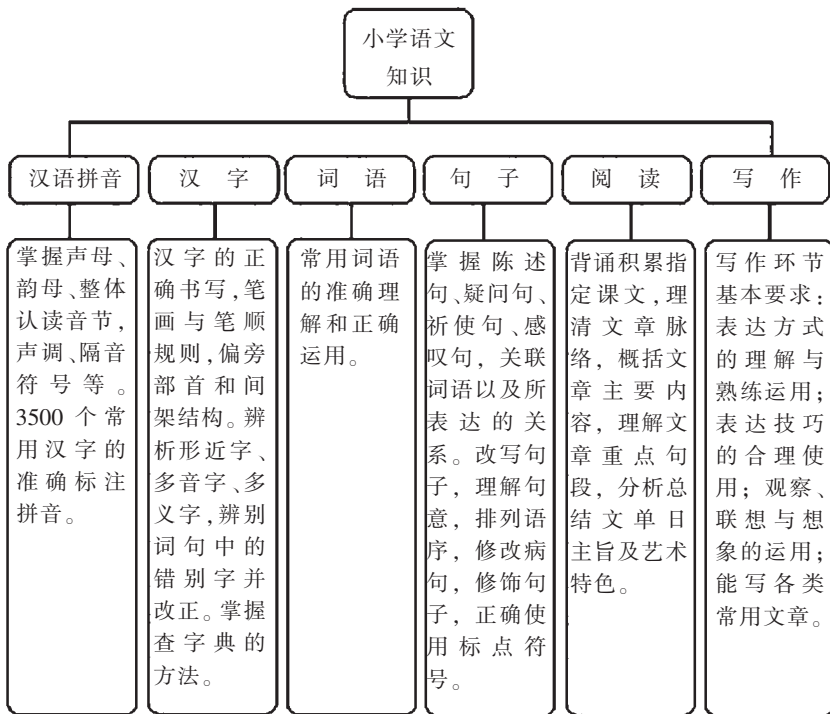 小学语文
知识
汉语拼音
汉 字
词 语
句 子
阅 读
写 作
掌握声母、
韵母、整体
认读音节，
声调、隔音
符号等。
3500 个常
用汉字的
准确标注
拼音。
汉字的正
确书写，笔
画与笔顺
规则，偏旁
部首和间
架结构。辨
析形近字、
多音字、多
义字，辨别
词句中的
错别字并
改正。掌握
查字典的
方法。
常用词语
的准确理
解和正确
运用。
掌握陈述
句、疑问句、
祈使句、感
叹句，关联
词语以及所
表达的关
系。改写句
子，理解句
意，排列语
序，修改病
句，修饰句
子，正确使
用标点符
号。
背诵积累指
定课文，理
清文章脉
络，概括文
章主要内
容，理解文
章重点句
段，分析总
结文单日
主旨及艺术
特色。
写作环节
基本要求：
表达方式
的理解与
熟练运用；
表达技巧
的合理使
用；观察、
联想与想
象的运用；
能写各类
常用文章。